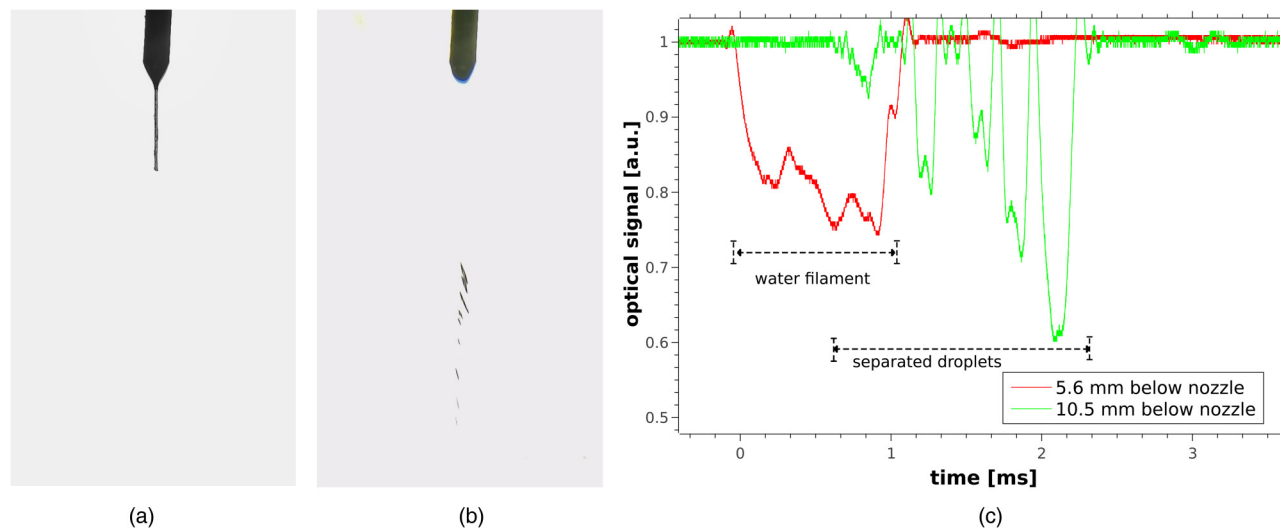 1
0.9
0.8
0.7
0.6
0.5
optical signal [a.u.]
water filament
separated droplets
5.6 mm below nozzle
10.5 mm below nozzle
0
1
2
3
time [ms]
(a)
(b)
(c)